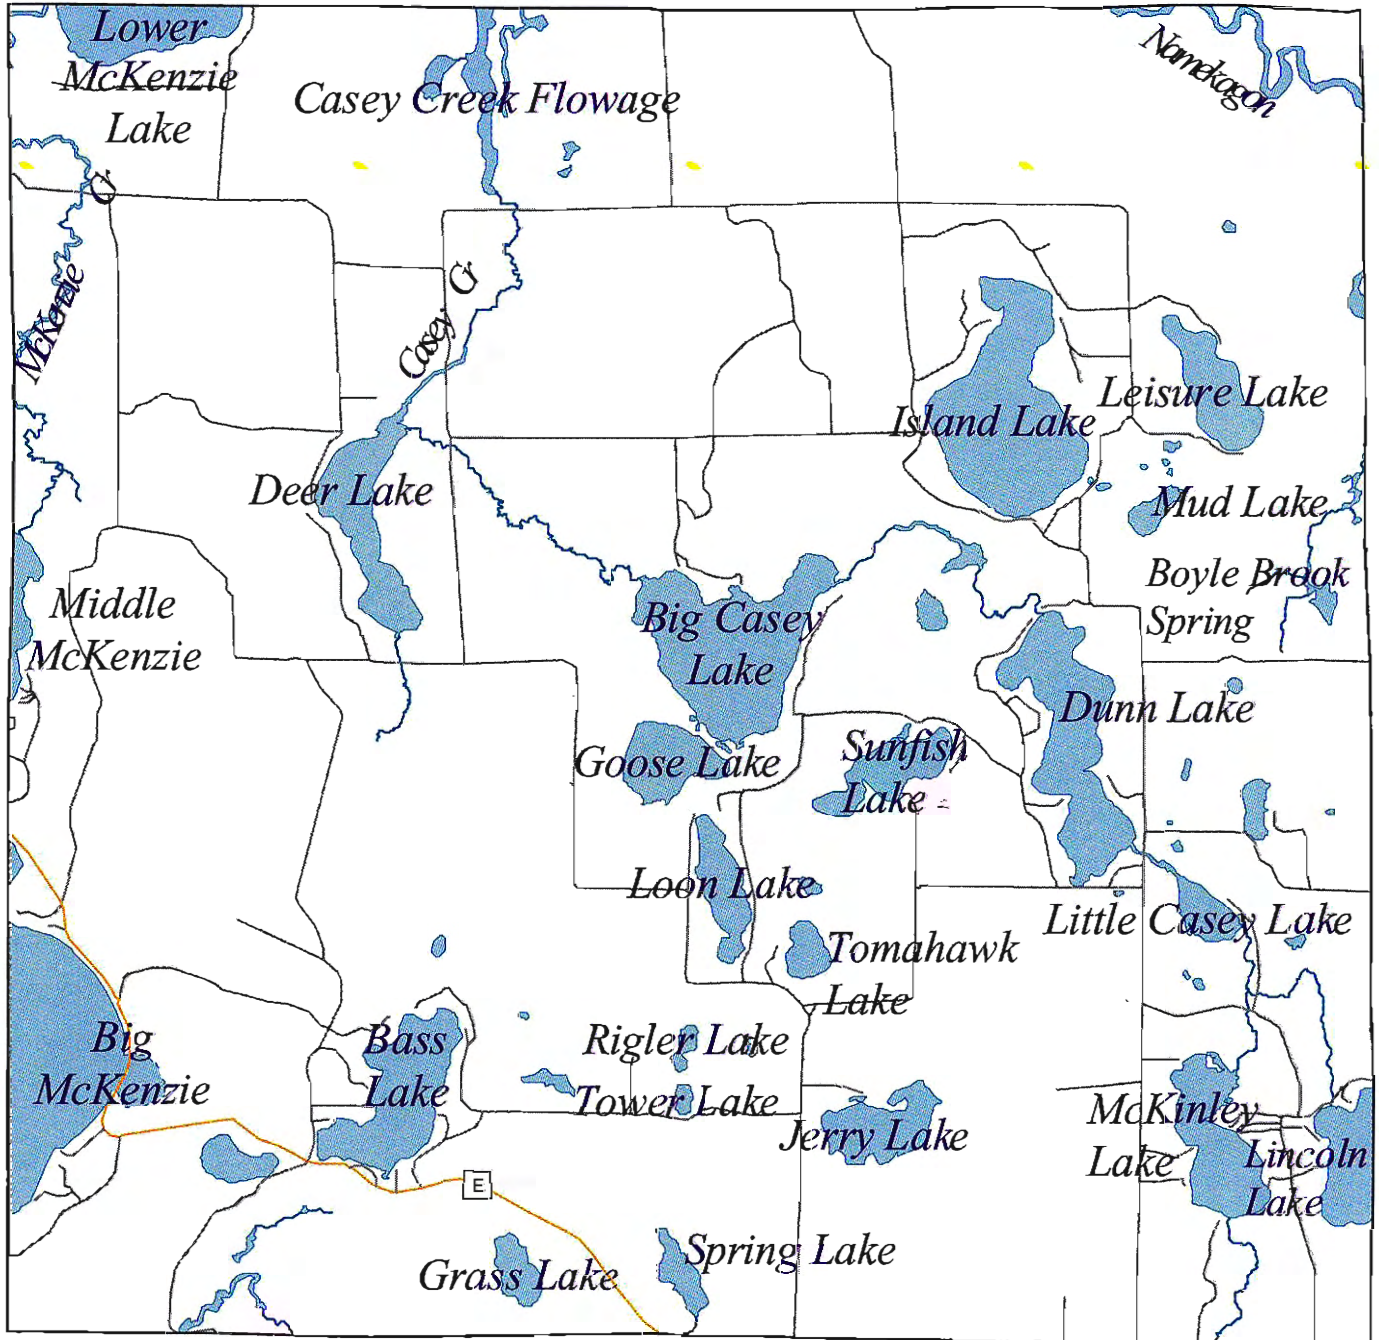 Lower
McKenzie
Lake
Casey Creek Flowage
Namekagon
Cr
McKenzie
Casey Cr
Leisure Lake
Island Lake
Deer Lake
Mud Lake
Boyle Brook
Spring
Middle
McKenzie
Big Casey
Lake
Dunn Lake
Goose Lake
Sunfish
Lake
Loon Lake
Little Casey Lake
Tomahawk
Lake
Big
McKenzie
Bass
Lake
Rigler Lake
Tower Lake
Jerry Lake
McKinley
Lake
Lincoln
Lake
E
Grass Lake
Spring Lake